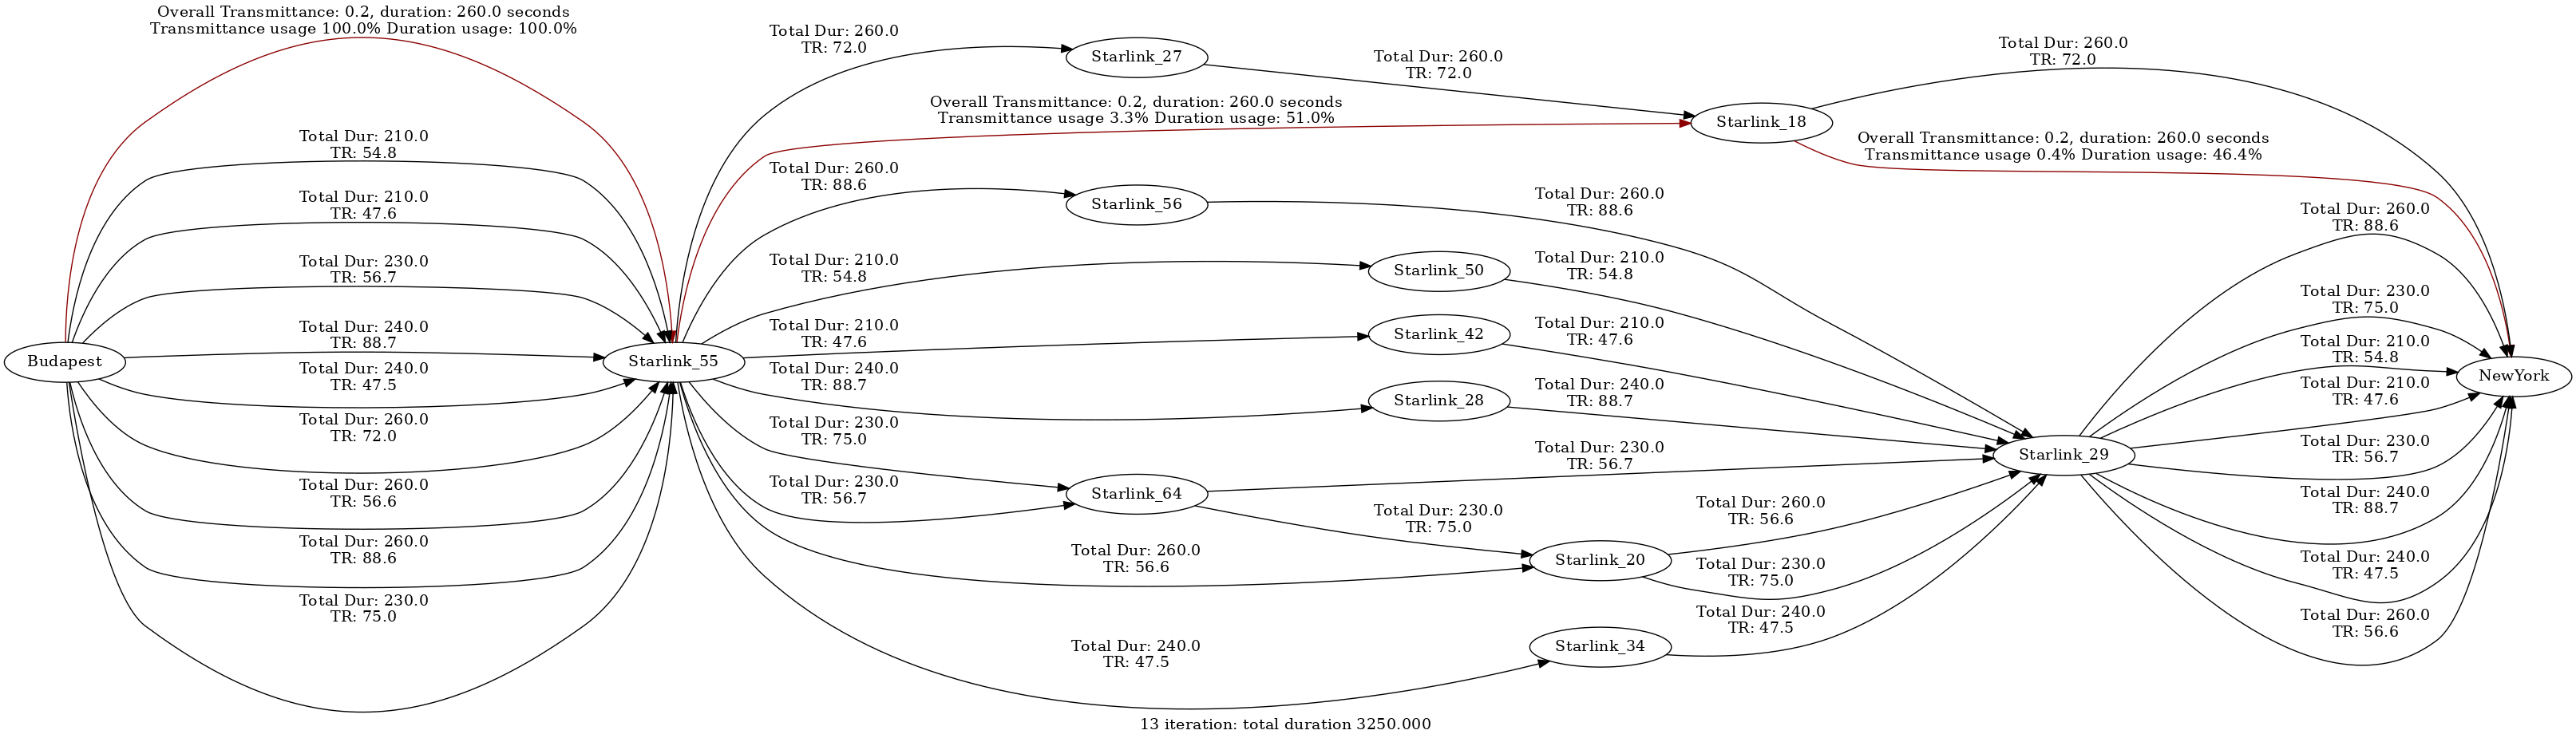 Overall Transmittance: 0.2, duration: 260.0 seconds
Transmittance usage 100.0% Duration usage: 100.0%
Total Dur: 210.0
TR: 54.8
Total Dur: 210.0
TR: 47.6
Total Dur: 230.0
TR: 56.7
Total Dur: 240.0
TR: 88.7
Total Dur: 240.0
TR: 47.5
Total Dur: 260.0
TR: 72.0
Total Dur: 260.0
TR: 56.6
Total Dur: 260.0
TR: 88.6
Total Dur: 230.0
TR: 75.0
Budapest
Starlink_55
Total Dur: 260.0
TR: 72.0
Overall Transmittance: 0.2, duration: 260.0 seconds
Transmittance usage 3.3% Duration usage: 51.0%
Total Dur: 260.0
TR: 88.6
Total Dur: 210.0
TR: 54.8
Total Dur: 210.0
TR: 47.6
Total Dur: 240.0
TR: 88.7
Total Dur: 230.0
TR: 75.0
Total Dur: 230.0
TR: 56.7
Total Dur: 260.0
TR: 56.6
Total Dur: 240.0
TR: 47.5
Starlink_27
Starlink_56
Starlink_64
Total Dur: 260.0
TR: 72.0
Starlink_50
Starlink_42
Starlink_28
Total Dur: 230.0
TR: 75.0
Total Dur: 260.0
TR: 88.6
Total Dur: 210.0
TR: 54.8
Total Dur: 210.0
TR: 47.6
Total Dur: 240.0
TR: 88.7
Total Dur: 230.0
TR: 56.7
Starlink_18
Starlink_20
Starlink_34
Total Dur: 260.0
TR: 56.6
Total Dur: 230.0
TR: 75.0
Total Dur: 240.0
TR: 47.5
Starlink_29
Total Dur: 260.0
TR: 72.0
Overall Transmittance: 0.2, duration: 260.0 seconds
Transmittance usage 0.4% Duration usage: 46.4%
Total Dur: 260.0
TR: 88.6
Total Dur: 230.0
TR: 75.0
Total Dur: 210.0
TR: 54.8
Total Dur: 210.0
TR: 47.6
Total Dur: 230.0
TR: 56.7
Total Dur: 240.0
TR: 88.7
Total Dur: 240.0
TR: 47.5
Total Dur: 260.0
TR: 56.6
NewYork
13 iteration: total duration 3250.000